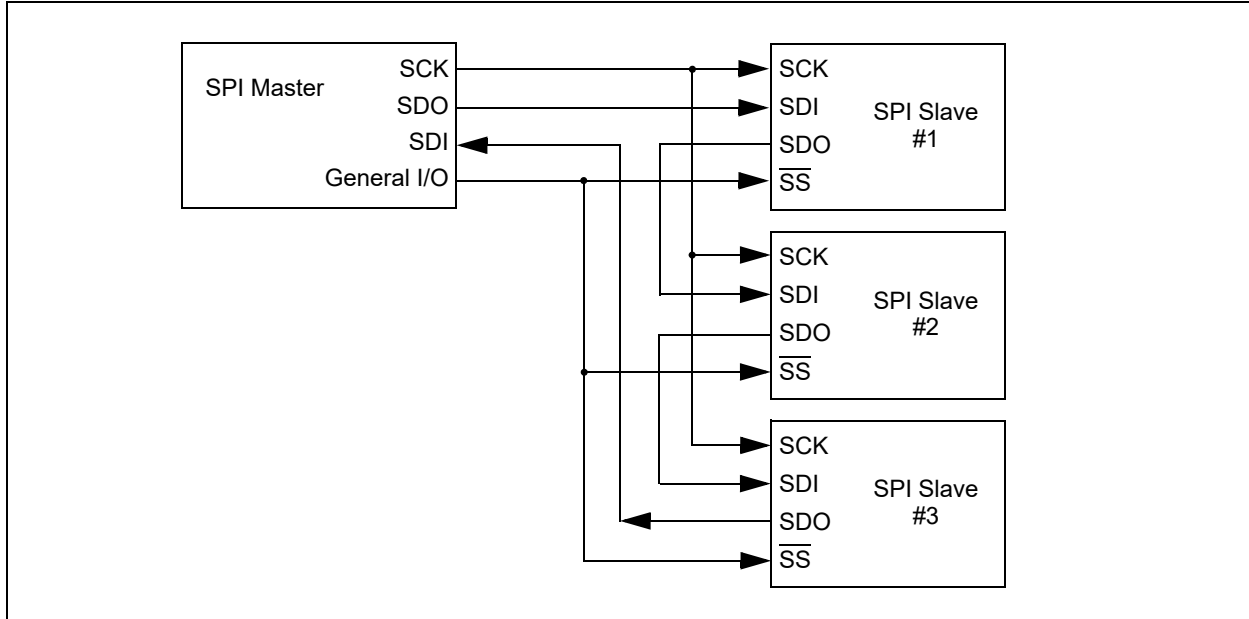 SPI Master
SCK
SDO
SDI
General I/O
SCK
SDI
SDO
SS
SPI Slave
#1
SCK
SDI
SDO
SS
SPI Slave
#2
SCK
SDI
SDO
SS
SPI Slave
#3